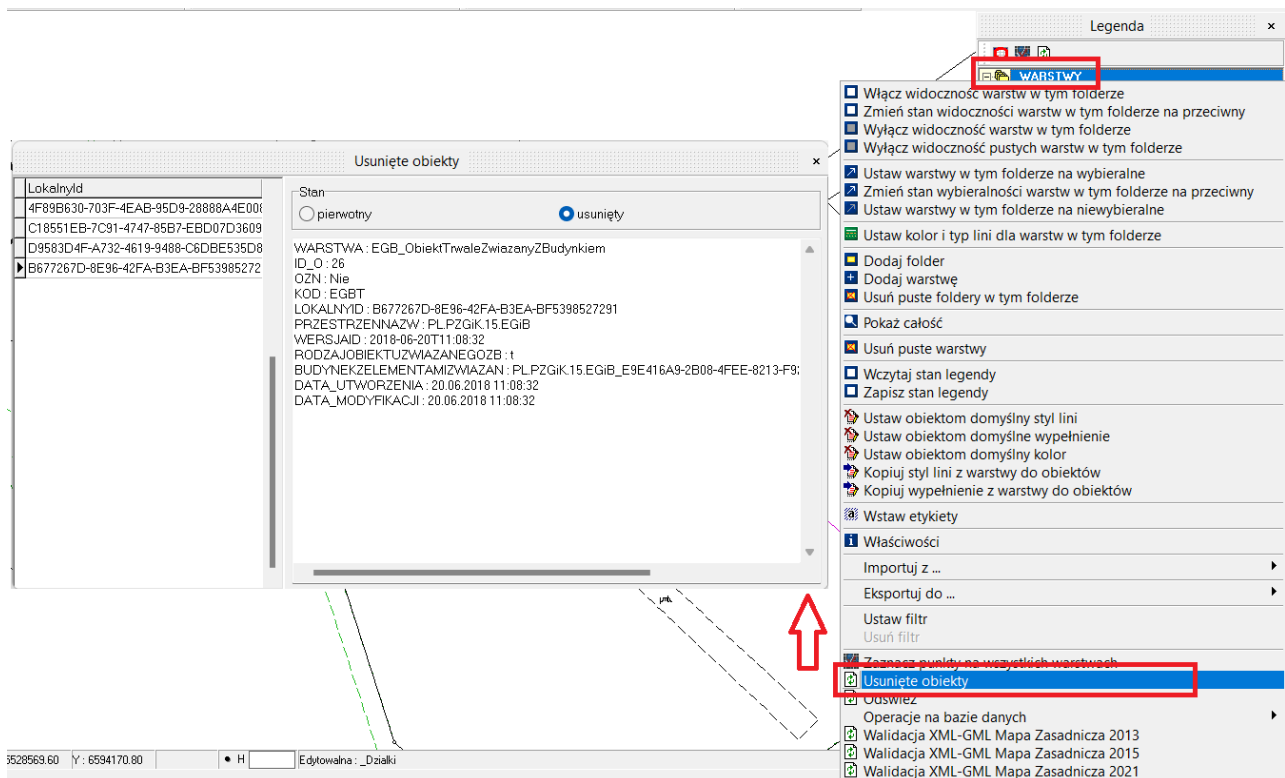 Legenda
WARSTWY
Włącz widoczność warstw w tym folderze
Zmień stan widoczności warstw w tym folderze na przeciwny
Wyłącz widoczność warstw w tym folderze
Wyłącz widoczność pustych warstw w tym folderze
Ustaw warstwy w tym folderze na wybieralne
Zmień stan wybieralności warstw w tym folderze na przeciwny
Ustaw warstwy w tym folderze na niewybieralne
Ustaw kolor i typ lini dla warstw w tym folderze
Dodaj folder
Dodaj warstwę
Usuń puste foldery w tym folderze
Pokaż całość
Usuń puste warstwy
Wczytaj stan legendy
Zapisz stan legendy
Ustaw obiektom domyślny styl lini
Ustaw obiektom domyślne wypełnienie
Ustaw obiektom domyślny kolor
Kopiuj styl lini z warstwy do obiektów
Kopiuj wypełnienie z warstwy do obiektów
Wstaw etykiety
Właściwości
Importuj z ...
Eksportuj do ...
Ustaw filtr
Usuń filtr
Zaznacz punkty na wszystkich warstwach
Usunięte obiekty
Odśwież
Operacje na bazie danych
Walidacja XML-GML Mapa Zasadnicza 2013
Walidacja XML-GML Mapa Zasadnicza 2015
Walidacja XML-GML Mapa Zasadnicza 2021
Usunięte obiekty
LokalnyId
4F89B630-703F-4EAB-95D9-28888A4E008
C18551EB-7C91-4747-85B7-EBD07D3609
D9583D4F-A732-4619-9488-C6DBE535D8
B677267D-8E96-42FA-B3EA-BF53985272
Stan
pierwotny usunięty
WARSTWA : EGB_ObiektTrwaleZwiazanyZBudynkiem
ID_O : 26
OZN : Nie
KOD : EGBT
LOKALNYID : B677267D-8E96-42FA-B3EA-BF5398527291
PRZESTRZENNAZW : PL.PZGiK.15.EGiB
WERSJAID : 2018-06-20T11:08:32
RODZAJOBIEKTUZWIAZANEGOZB : t
BUDYNEKZELEMENTAMIZWIAZAN : PL.PZGiK.15.EGiB_E9E416A9-2B08-4FEE-8213-F9
DATA_UTWORZENIA : 20.06.2018 11:08:32
DATA_MODYFIKACJI : 20.06.2018 11:08:32
6528569.60 Y : 6594170.80 H Edytowalna : _Dzialki